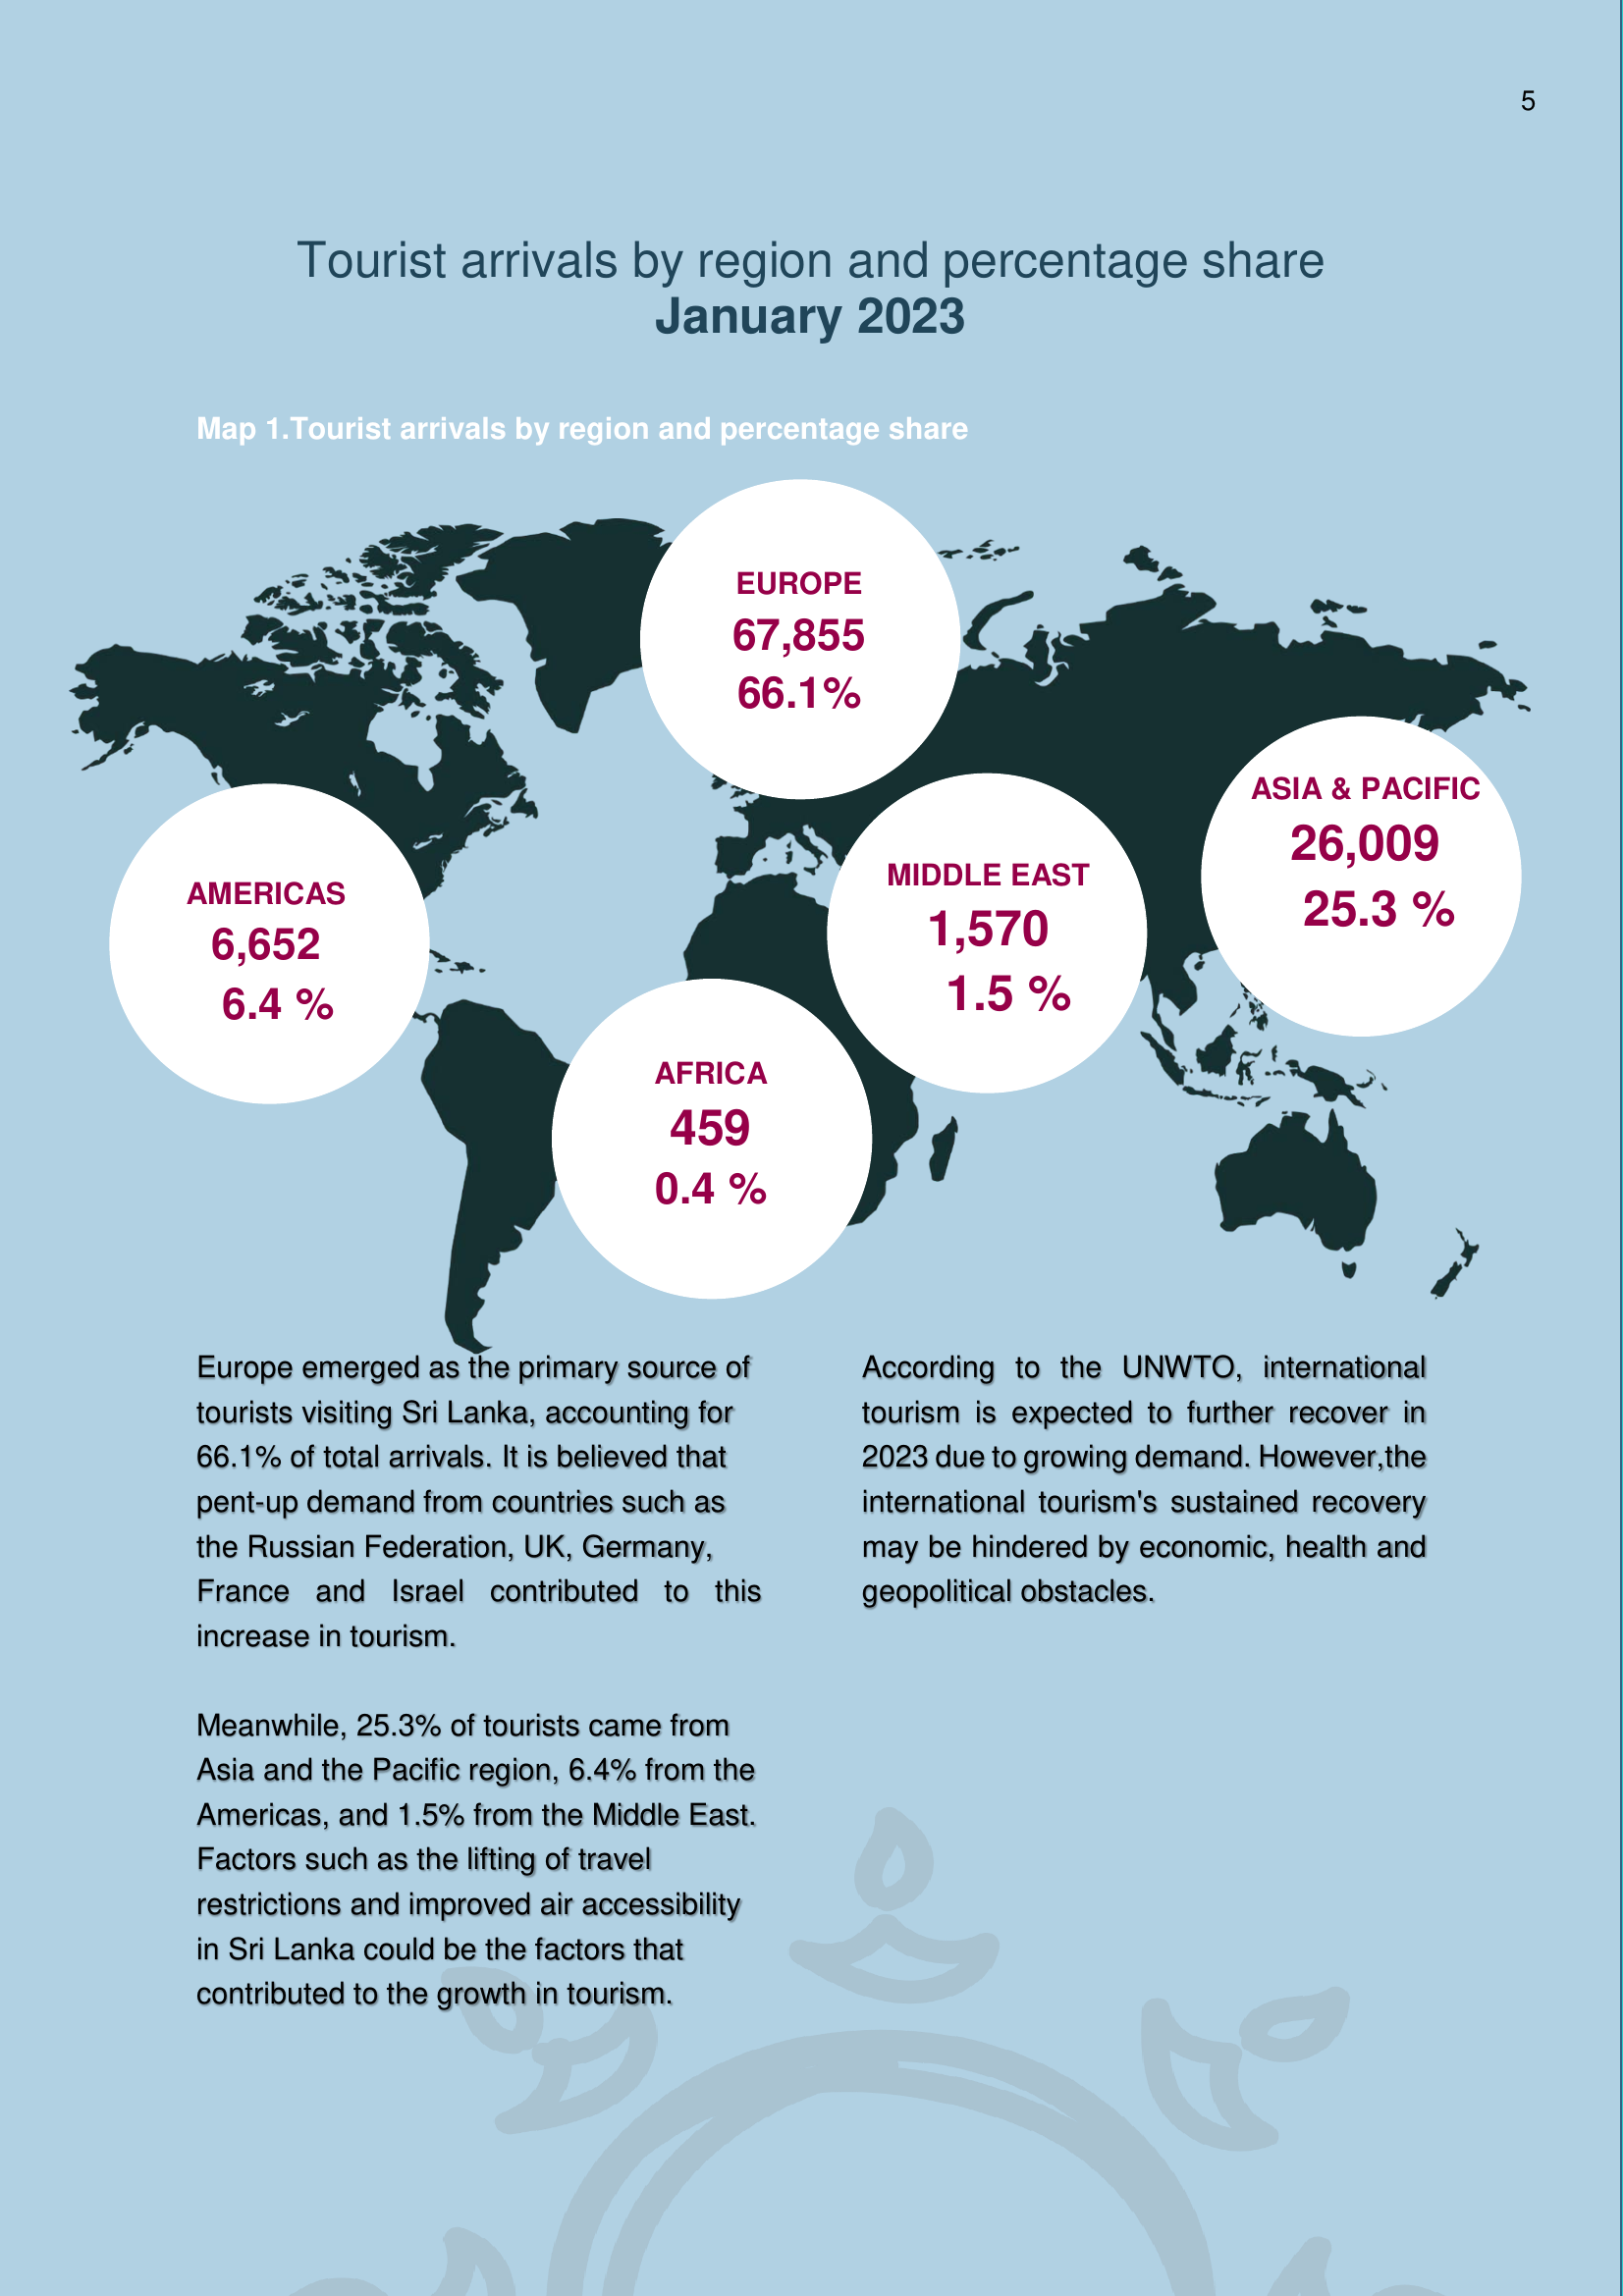 5
Tourist arrivals by region and percentage share
January 2023
Map 1.Tourist arrivals by region and percentage share
EUROPE
67,855
66.1%
ASIA & PACIFIC
26,009
25.3 %
MIDDLE EAST
1,570
1.5 %
AMERICAS
6,652
6.4 %
AFRICA
459
0.4 %
Europe emerged as the primary source of
tourists visiting Sri Lanka, accounting for
66.1% of total arrivals. It is believed that
pent-up demand from countries such as
the Russian Federation, UK, Germany,
France and Israel contributed to this
increase in tourism.
Meanwhile, 25.3% of tourists came from
Asia and the Pacific region, 6.4% from the
Americas, and 1.5% from the Middle East.
Factors such as the lifting of travel
restrictions and improved air accessibility
in Sri Lanka could be the factors that
contributed to the growth in tourism.
According to the UNWTO, international
tourism is expected to further recover in
2023 due to growing demand. However,the
international tourism's sustained recovery
may be hindered by economic, health and
geopolitical obstacles.